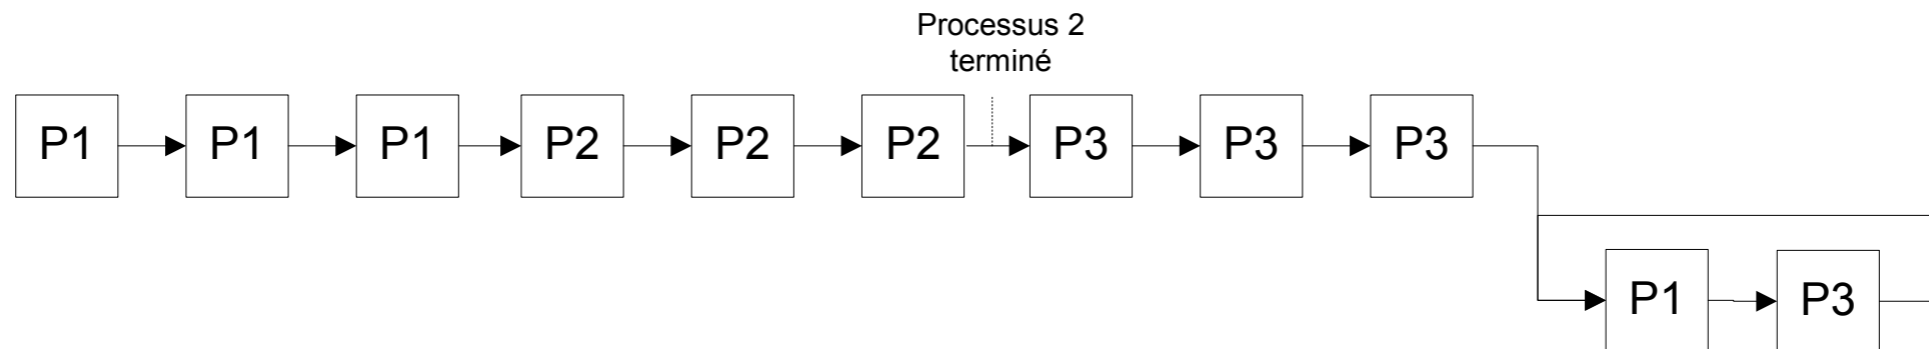 Processus 2
terminé
P1 P1 P1 P2 P2 P2 P3 P3 P3
P1 P3